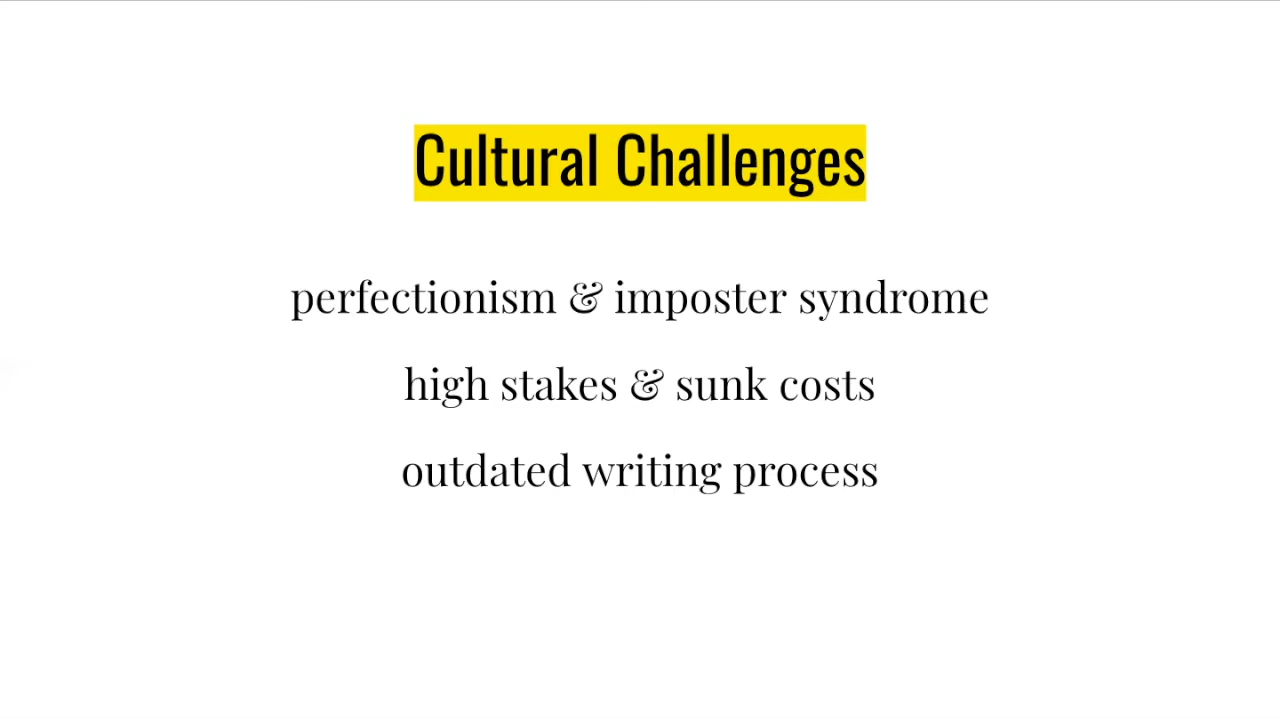 Cultural Challenges
perfectionism & imposter syndrome
high stakes & sunk costs
outdated writing process